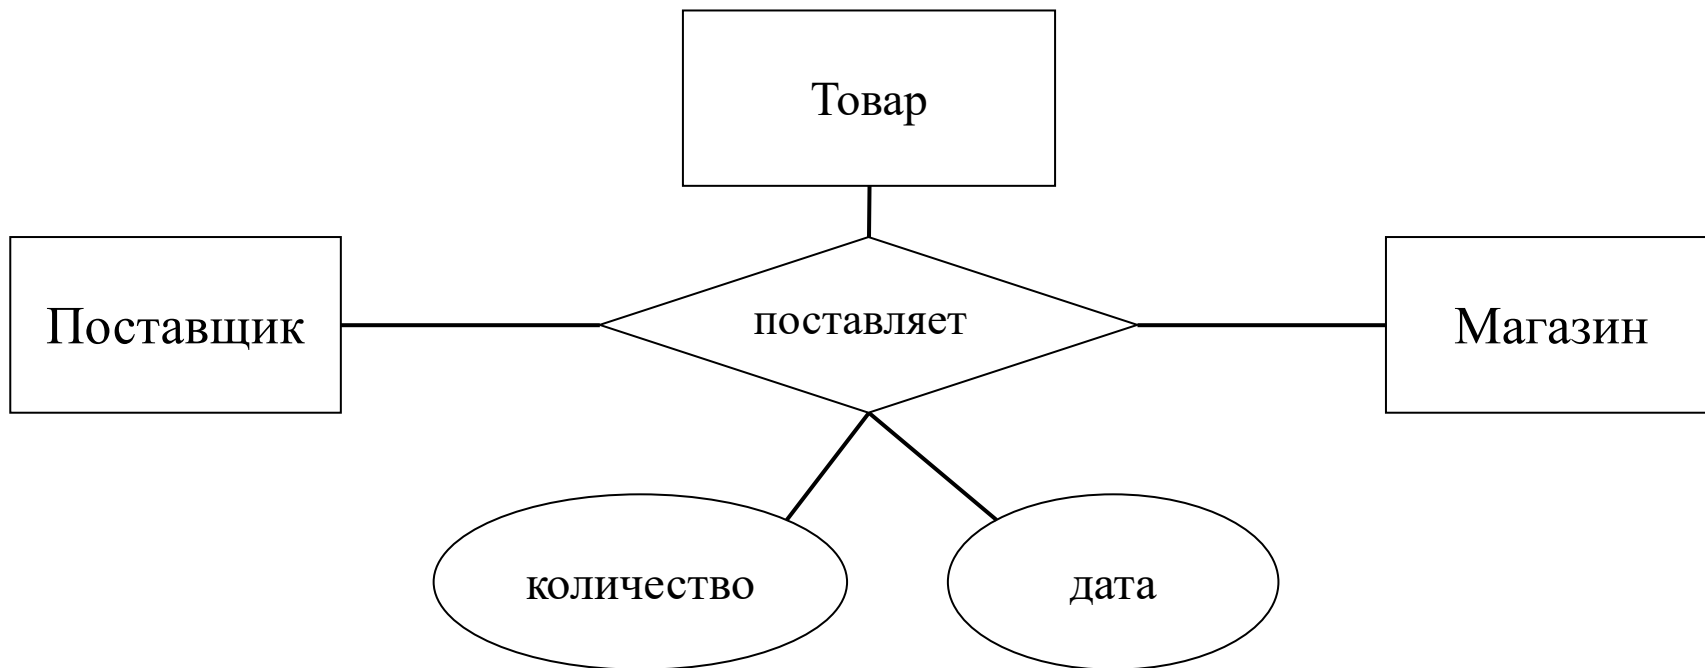 Товар
Поставщик
поставляет
Магазин
количество
дата